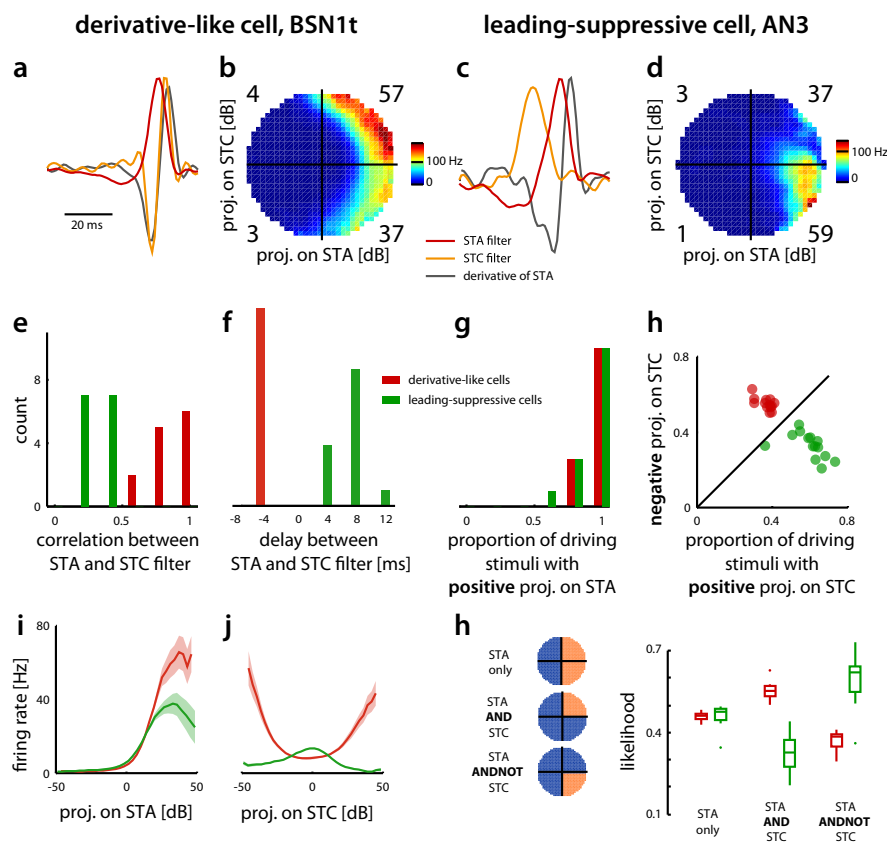 derivative-like cell, BSN1t
leading-suppressive cell, AN3
a
b
c
d
4
57
3
37
3
37
1
59
proj. on STC [dB]
proj. on STC [dB]
100 Hz
0
100 Hz
0
20 ms
proj. on STA [dB]
proj. on STA [dB]
STA filter
STC filter
derivative of STA
e
f
g
h
count
8
4
0
0
0.5
1
correlation between
STA and STC filter
-8
-4
0
4
8
12
delay between
STA and STC filter [ms]
derivative-like cells
leading-suppressive cells
0
0.5
1
proportion of driving
stimuli with
positive proj. on STA
negative proj. on STC
0.8
0.4
0
0
0.4
0.8
proportion of driving
stimuli with
positive proj. on STC
i
j
h
firing rate [Hz]
80
40
0
-50
0
50
proj. on STA [dB]
-50
0
50
proj. on STC [dB]
STA
only
STA
AND
STC
STA
ANDNOT
STC
likelihood
0.7
0.4
0.1
STA
only
STA
AND
STC
STA
ANDNOT
STC